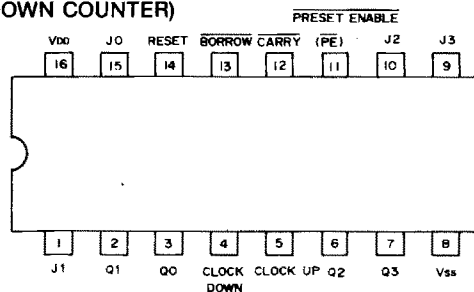 OWN COUNTER)
PRESET ENABLE
VDD J0 RESET BORROW CARRY (PE) J2 J3
16 15 14 13 12 11 10 9
1 2 3 4 5 6 7 8
J1 Q1 Q0 CLOCK CLOCK UP Q2 Q3 VSS
DOWN